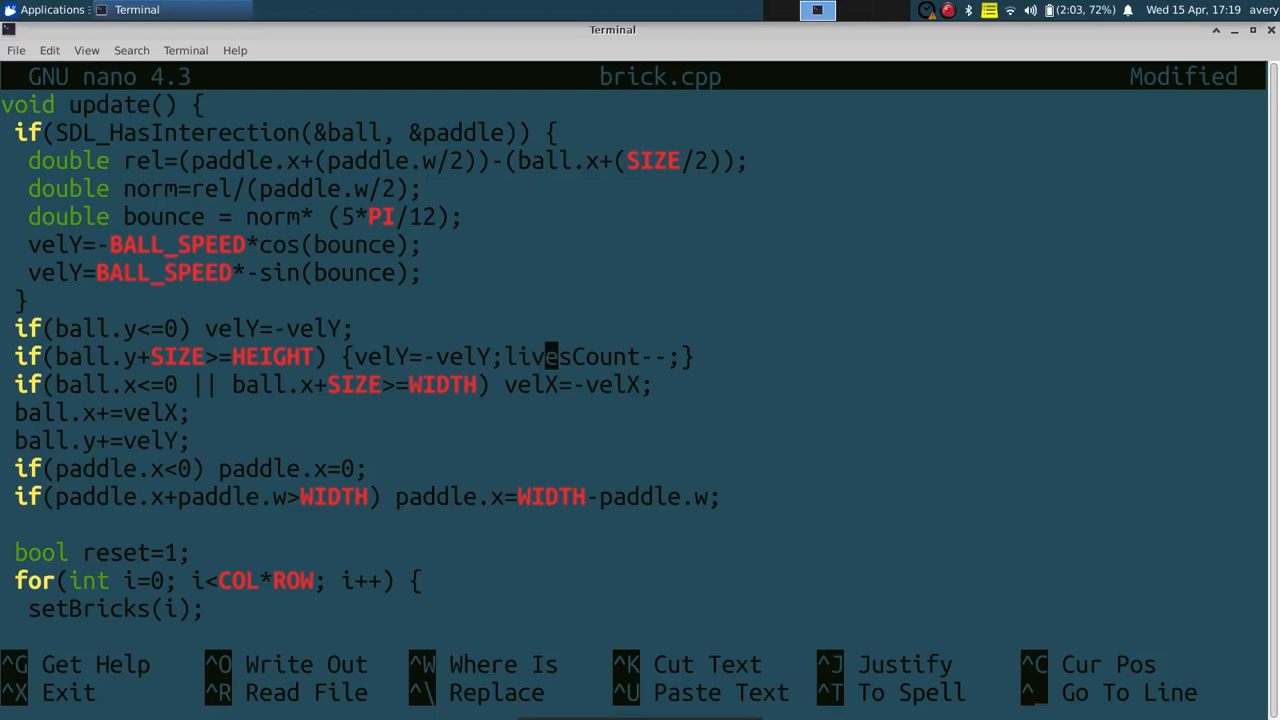 Applications Terminal (2:03, 72%) Wed 15 Apr, 17:19 avery
Terminal
File Edit View Search Terminal Help
GNU nano 4.3 brick.cpp Modified
void update() {
if(SDL_HasInterection(&ball, &paddle)) {
double rel=(paddle.x+(paddle.w/2))-(ball.x+(SIZE/2));
double norm=rel/(paddle.w/2);
double bounce = norm* (5*PI/12);
velY=-BALL_SPEED*cos(bounce);
velY=BALL_SPEED*-sin(bounce);
}
if(ball.y<=0) velY=-velY;
if(ball.y+SIZE>=HEIGHT) {velY=-velY;livesCount--;}
if(ball.x<=0 || ball.x+SIZE>=WIDTH) velX=-velX;
ball.x+=velX;
ball.y+=velY;
if(paddle.x<0) paddle.x=0;
if(paddle.x+paddle.w>WIDTH) paddle.x=WIDTH-paddle.w;
bool reset=1;
for(int i=0; i<COL*ROW; i++) {
setBricks(i);
^G Get Help ^O Write Out ^W Where Is ^K Cut Text ^J Justify ^C Cur Pos
^X Exit ^R Read File ^\ Replace ^U Paste Text ^T To Spell ^_ Go To Line